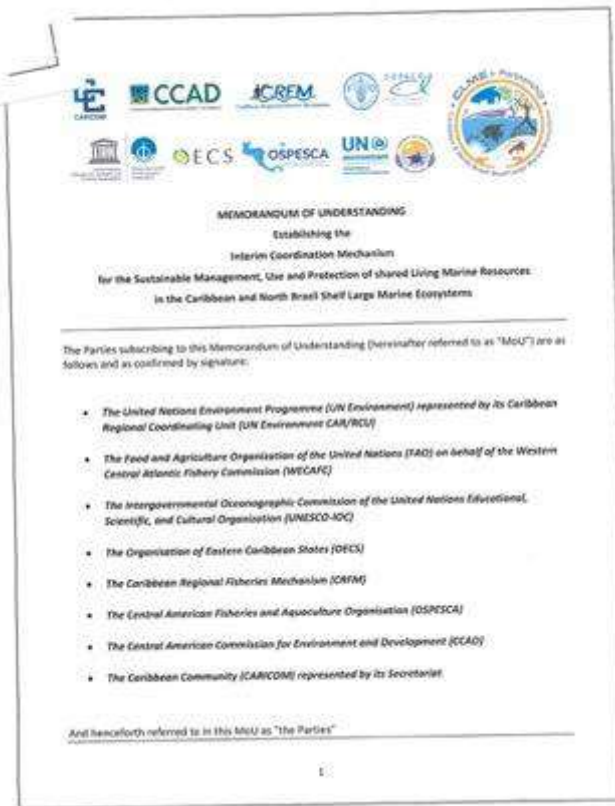 CARICOM
CCAD
CRFM
CLME+
OECS
OSPESCA
UN
MEMORANDUM OF UNDERSTANDING
Establishing the
Interim Coordination Mechanism
for the Sustainable Management, Use and Protection of shared Living Marine Resources
in the Caribbean and North Brazil Shelf Large Marine Ecosystems
The Parties subscribing to this Memorandum of Understanding (hereinafter referred to as "MoU") are as
follows and as confirmed by signature:
• The United Nations Environment Programme (UN Environment) represented by its Caribbean
Regional Coordinating Unit (UN Environment CAR/RCU)
• The Food and Agriculture Organisation of the United Nations (FAO) on behalf of the Western
Central Atlantic Fishery Commission (WECAFC)
• The Intergovernmental Oceanographic Commission of the United Nations Educational,
Scientific, and Cultural Organisation (UNESCO-IOC)
• The Organisation of Eastern Caribbean States (OECS)
• The Caribbean Regional Fisheries Mechanism (CRFM)
• The Central American Fisheries and Aquaculture Organisation (OSPESCA)
• The Central American Commission for Environment and Development (CCAD)
• The Caribbean Community (CARICOM) represented by its Secretariat.
And henceforth referred to in this MoU as "the Parties"
1